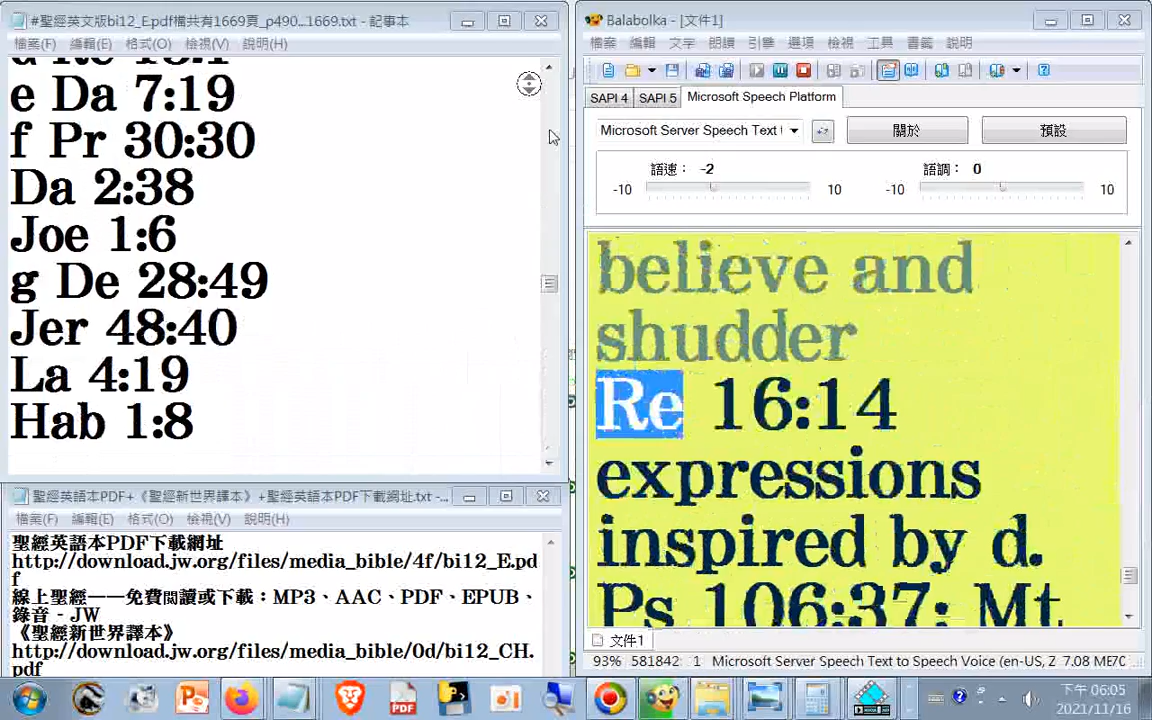 #聖經英文版bi12_E.pdf檔共有1669頁_p490...1669.txt - 記事本
檔案(F) 編輯(E) 格式(O) 檢視(V) 說明(H)
e Da 7:19
f Pr 30:30
Da 2:38
Joe 1:6
g De 28:49
Jer 48:40
La 4:19
Hab 1:8
聖經英語本PDF+《聖經新世界譯本》+聖經英語本PDF下載網址.txt -...
檔案(F) 編輯(E) 格式(O) 檢視(V) 說明(H)
聖經英語本PDF下載網址
http://download.jw.org/files/media_bible/4f/bi12_E.pd
f
線上聖經——免費閱讀或下載：MP3、AAC、PDF、EPUB、
錄音 - JW
《聖經新世界譯本》
http://download.jw.org/files/media_bible/0d/bi12_CH.
pdf
Balabolka - [文件1]
檔案 編輯 文字 朗讀 引擎 選項 檢視 工具 書籤 說明
SAPI 4 SAPI 5 Microsoft Speech Platform
Microsoft Server Speech Text 關於 預設
語速： -2 語調： 0
-10 10 -10 10
believe and
shudder
Re 16:14
expressions
inspired by d.
Ps 106:37; Mt
文件1
93% 581842: 1 Microsoft Server Speech Text to Speech Voice (en-US, Z 7.08 МБ
下午 06:05
2021/11/16